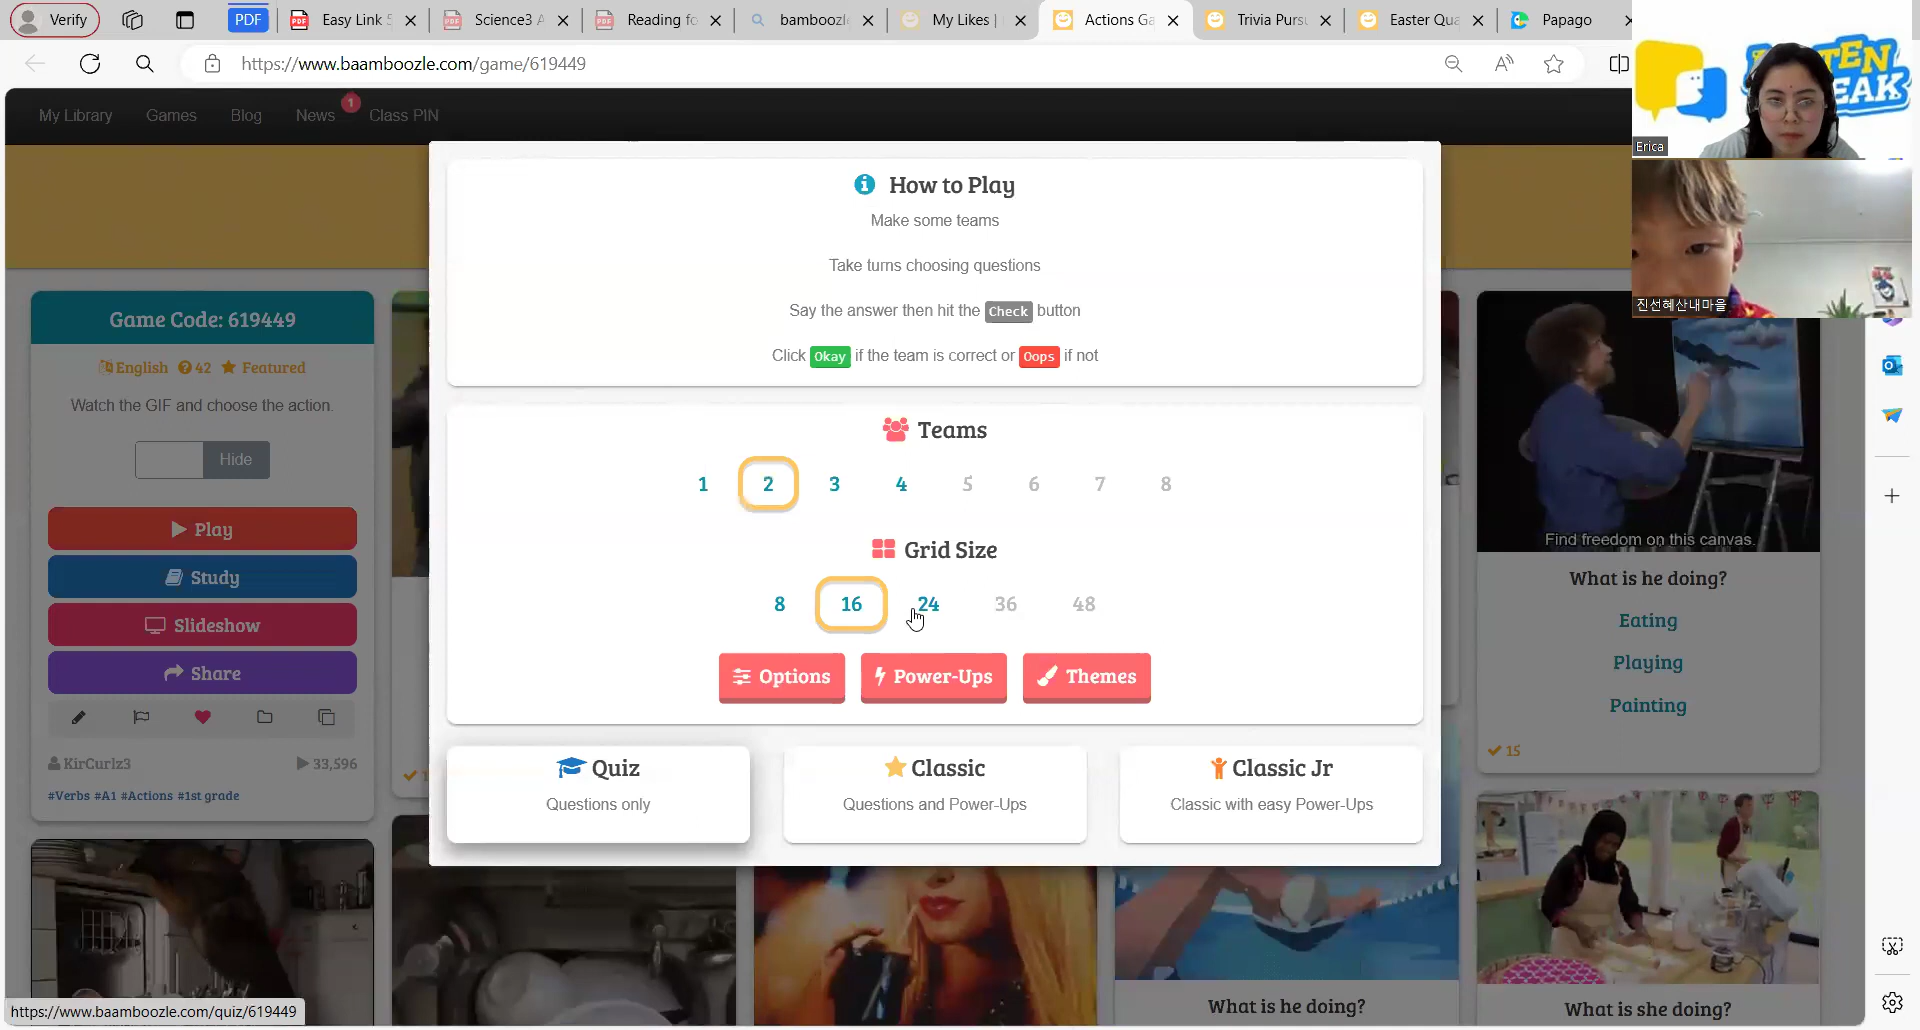 Verify
PDF
Easy Link
Science3
Reading fo
bamboozl
My Likes |
Actions Ga
Trivia Pursu
Easter Qua
Papago
https://www.baamboozle.com/game/619449
My Library
Games
Blog
News
1
Class PIN
Erica
진선혜산내마을
How to Play
Make some teams
Take turns choosing questions
Say the answer then hit the Check button
Click Okay if the team is correct or Oops if not
Teams
1 2 3 4 5 6 7 8
Grid Size
8 16 24 36 48
Options
Power-Ups
Themes
Quiz
Questions only
Classic
Questions and Power-Ups
Classic Jr
Classic with easy Power-Ups
Game Code: 619449
English 42 Featured
Watch the GIF and choose the action.
Hide
Play
Study
Slideshow
Share
KirCurlz3
33,596
#Verbs #A1 #Actions #1st grade
Find freedom on this canvas.
What is he doing?
Eating
Playing
Painting
15
What is he doing?
What is she doing?
https://www.baamboozle.com/quiz/619449